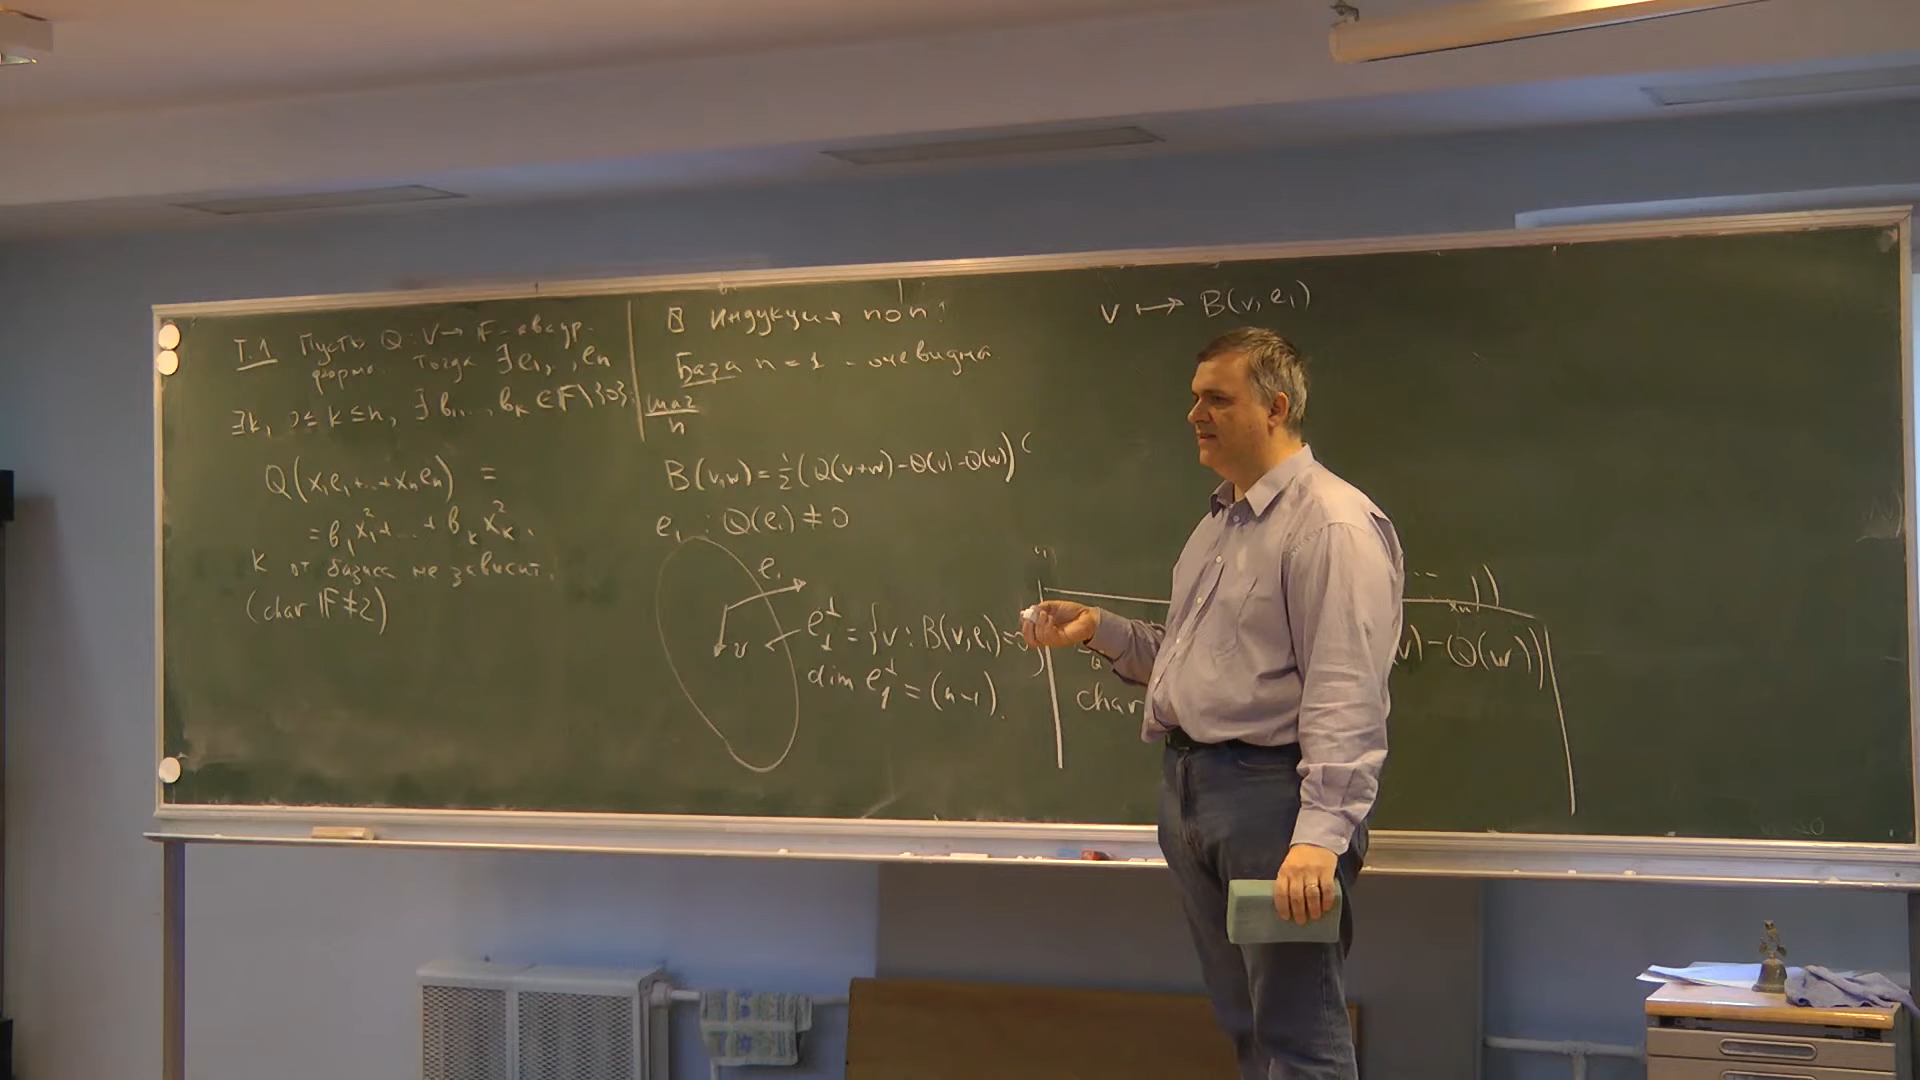 Т.1 Пусть Q: V → F – квадр.
форма. Тогда ∃ e₁, , eₙ
∃k, 0 ≤ k ≤ n, ∃ b₁, ..., bₖ ∈ F\{0}:
Q(x₁e₁+...+xₙeₙ) =
= b₁x₁²+...+bₖxₖ².
k от базиса не зависит.
(char F ≠ 2)
Индукция по n:
База n = 1 - очевидна
шаг
n
B(v,w) = ½(Q(v+w)-Q(v)-Q(w))(
e₁ : Q(e₁) ≠ 0
e₁
v
e₁^⊥ = {v : B(v,e₁)=0}
dim e₁^⊥ = (n-1).
v ↦ B(v, e₁)
v)-Q(w))
char